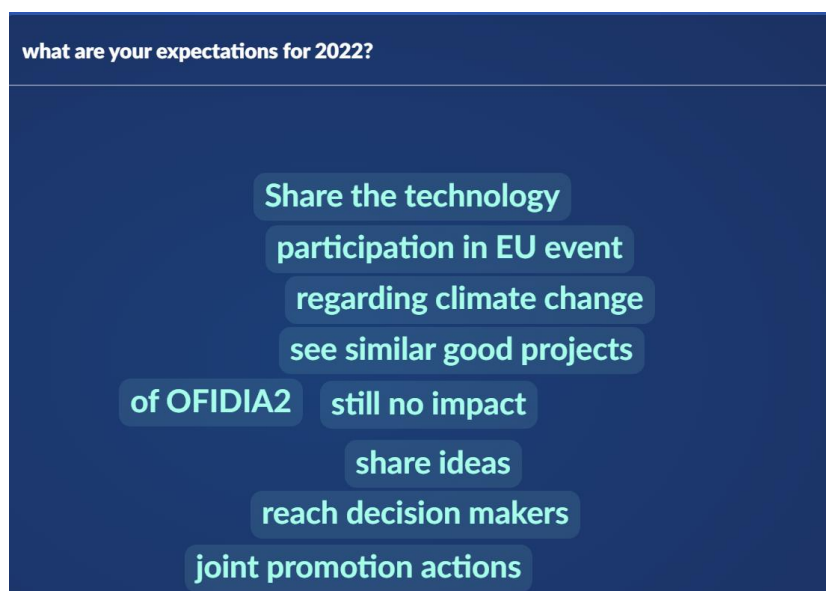 what are your expectations for 2022?
Share the technology
participation in EU event
regarding climate change
see similar good projects
of OFIDIA2 still no impact
share ideas
reach decision makers
joint promotion actions